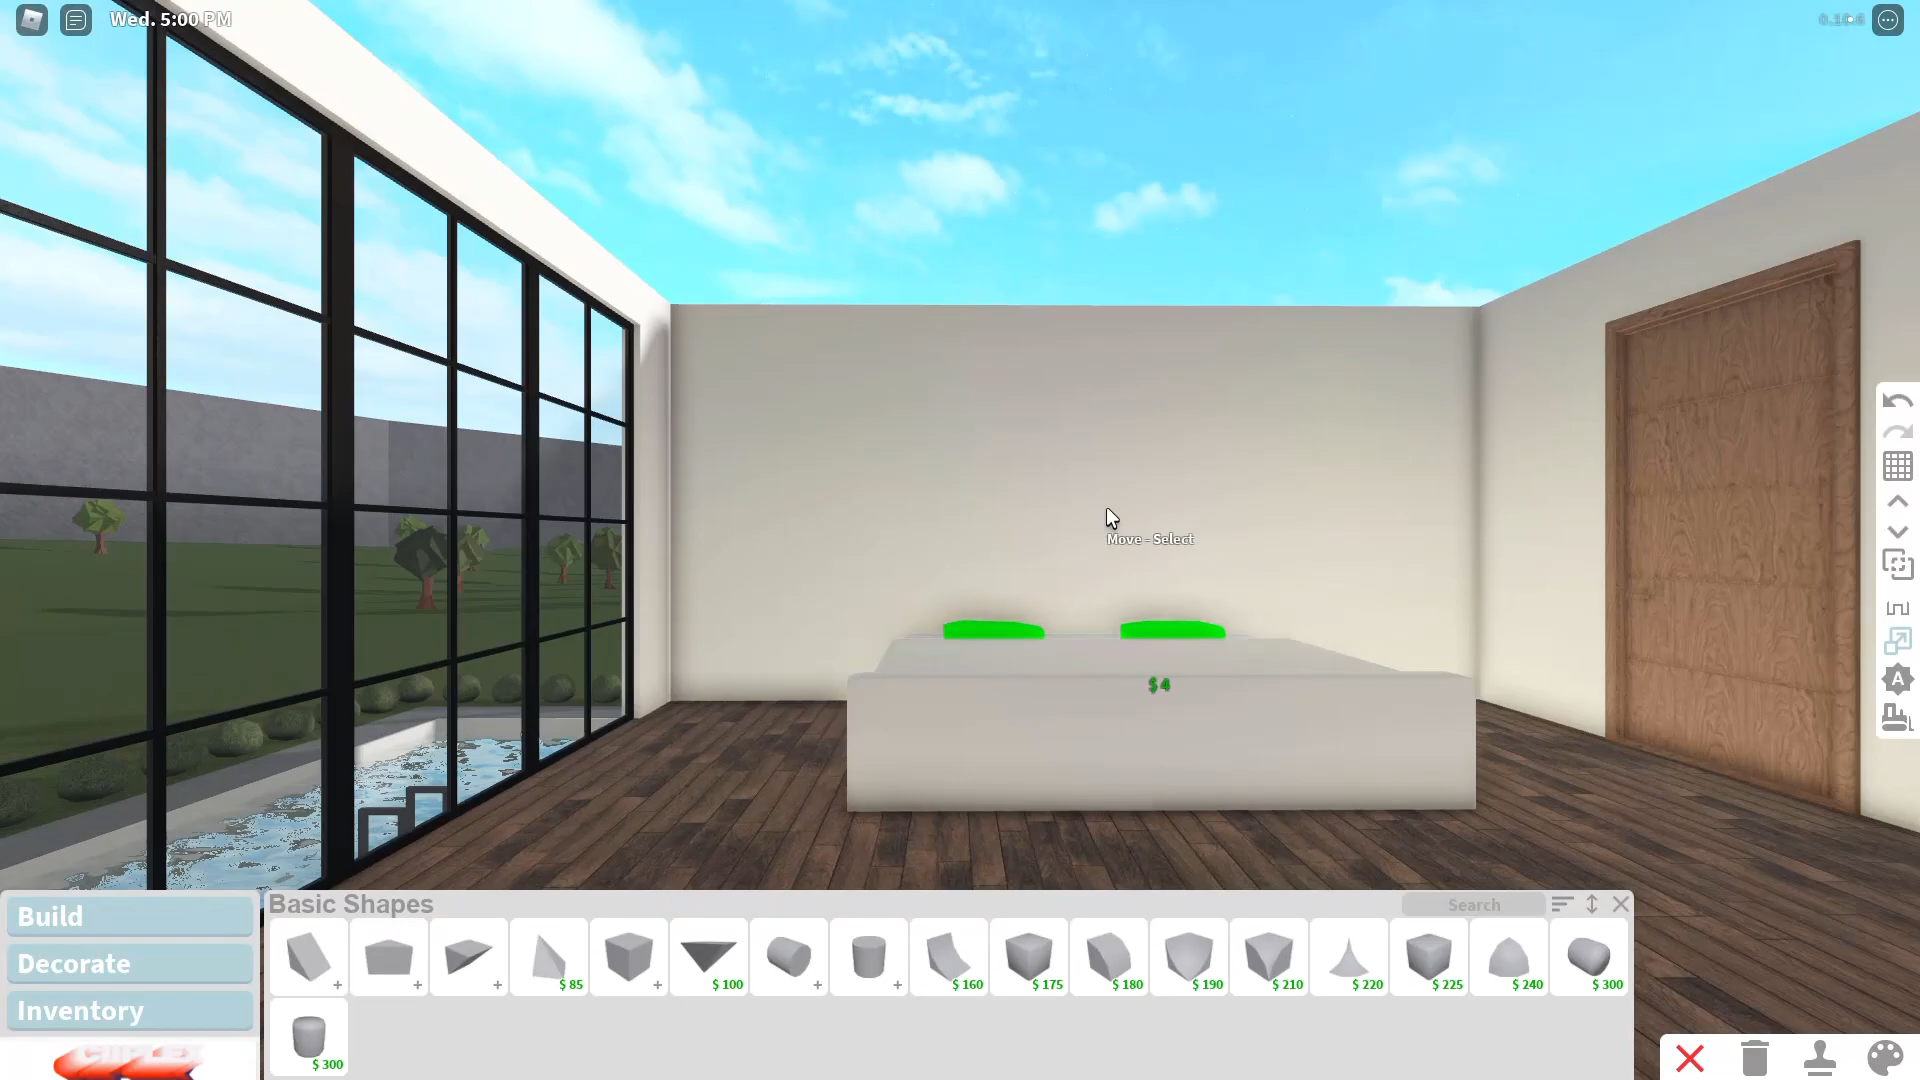 Wed. 5:00 PM
Move - Select
$ 4
Build
Decorate
Inventory
Basic Shapes
Search
$ 85
$ 100
$ 160
$ 175
$ 180
$ 190
$ 210
$ 220
$ 225
$ 240
$ 300
$ 300
A